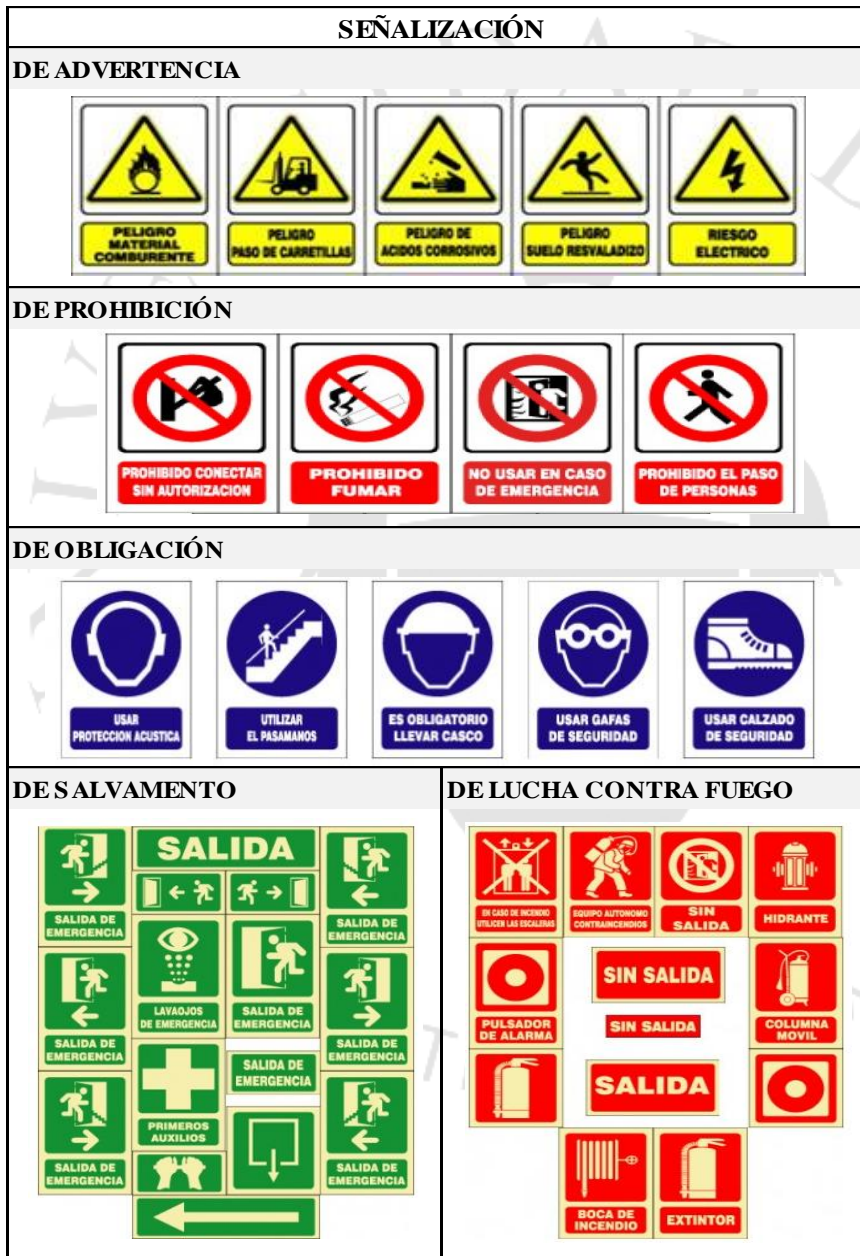 SEÑALIZACIÓN
DE ADVERTENCIA
PELIGRO
MATERIAL
COMBURENTE
PELIGRO
PASO DE CARRETILLAS
PELIGRO DE
ACIDOS CORROSIVOS
PELIGRO
SUELO RESVALADIZO
RIESGO
ELECTRICO
DE PROHIBICIÓN
PROHIBIDO CONECTAR
SIN AUTORIZACION
PROHIBIDO
FUMAR
NO USAR EN CASO
DE EMERGENCIA
PROHIBIDO EL PASO
DE PERSONAS
DE OBLIGACIÓN
USAR
PROTECCION ACUSTICA
UTILIZAR
EL PASAMANOS
ES OBLIGATORIO
LLEVAR CASCO
USAR GAFAS
DE SEGURIDAD
USAR CALZADO
DE SEGURIDAD
DE SALVAMENTO
SALIDA DE
EMERGENCIA
SALIDA
SALIDA DE
EMERGENCIA
LAVAOJOS
DE EMERGENCIA
SALIDA DE
EMERGENCIA
SALIDA DE
EMERGENCIA
SALIDA DE
EMERGENCIA
PRIMEROS
AUXILIOS
SALIDA DE
EMERGENCIA
SALIDA DE
EMERGENCIA
SALIDA DE
EMERGENCIA
DE LUCHA CONTRA FUEGO
EN CASO DE INCENDIO
UTILICEN LAS ESCALERAS
EQUIPO AUTONOMO
CONTRAINCENDIOS
SIN
SALIDA
HIDRANTE
PULSADOR
DE ALARMA
SIN SALIDA
SIN SALIDA
COLUMNA
MOVIL
SALIDA
BOCA DE
INCENDIO
EXTINTOR